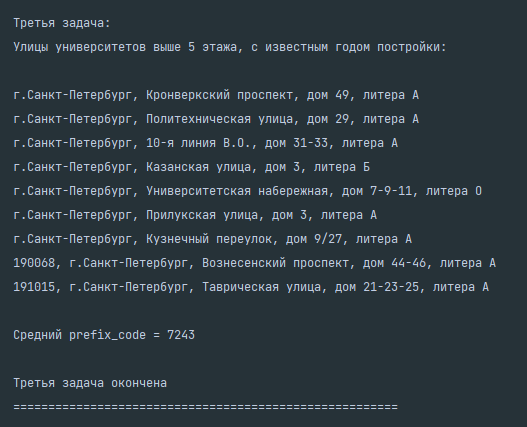 Третья задача:
Улицы университетов выше 5 этажа, с известным годом постройки:
г.Санкт-Петербург, Кронверкский проспект, дом 49, литера А
г.Санкт-Петербург, Политехническая улица, дом 29, литера А
г.Санкт-Петербург, 10-я линия В.О., дом 31-33, литера А
г.Санкт-Петербург, Казанская улица, дом 3, литера Б
г.Санкт-Петербург, Университетская набережная, дом 7-9-11, литера О
г.Санкт-Петербург, Прилукская улица, дом 3, литера А
г.Санкт-Петербург, Кузнечный переулок, дом 9/27, литера А
190068, г.Санкт-Петербург, Вознесенский проспект, дом 44-46, литера А
191015, г.Санкт-Петербург, Таврическая улица, дом 21-23-25, литера А
Средний prefix_code = 7243
Третья задача окончена
=======================================================